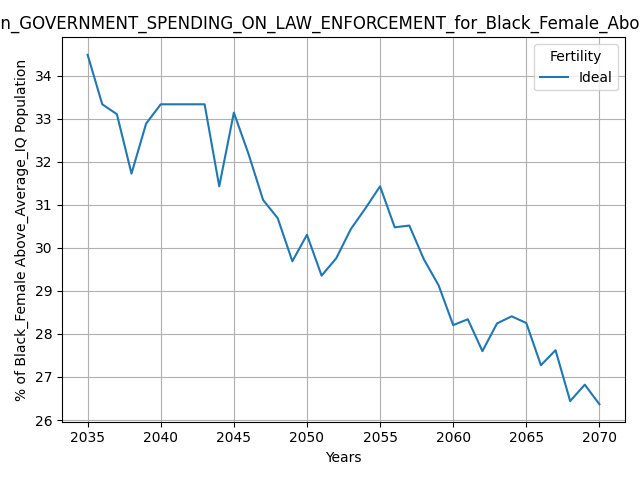 n_GOVERNMENT_SPENDING_ON_LAW_ENFORCEMENT_for_Black_Female_Abo
% of Black_Female Above_Average_IQ Population
34
33
32
31
30
29
28
27
26
Fertility
Ideal
2035 2040 2045 2050 2055 2060 2065 2070
Years